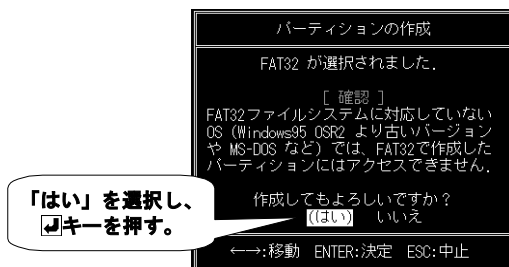 パーティションの作成
FAT32 が選択されました．
[ 確認 ]
FAT32ファイルシステムに対応していない
OS (Windows95 OSR2 より古いバージョン
や MS-DOS など) では、FAT32で作成した
パーティションにはアクセスできません．
作成してもよろしいですか？
(はい) いいえ
←→:移動 ENTER:決定 ESC:中止
「はい」を選択し、
↵キーを押す。